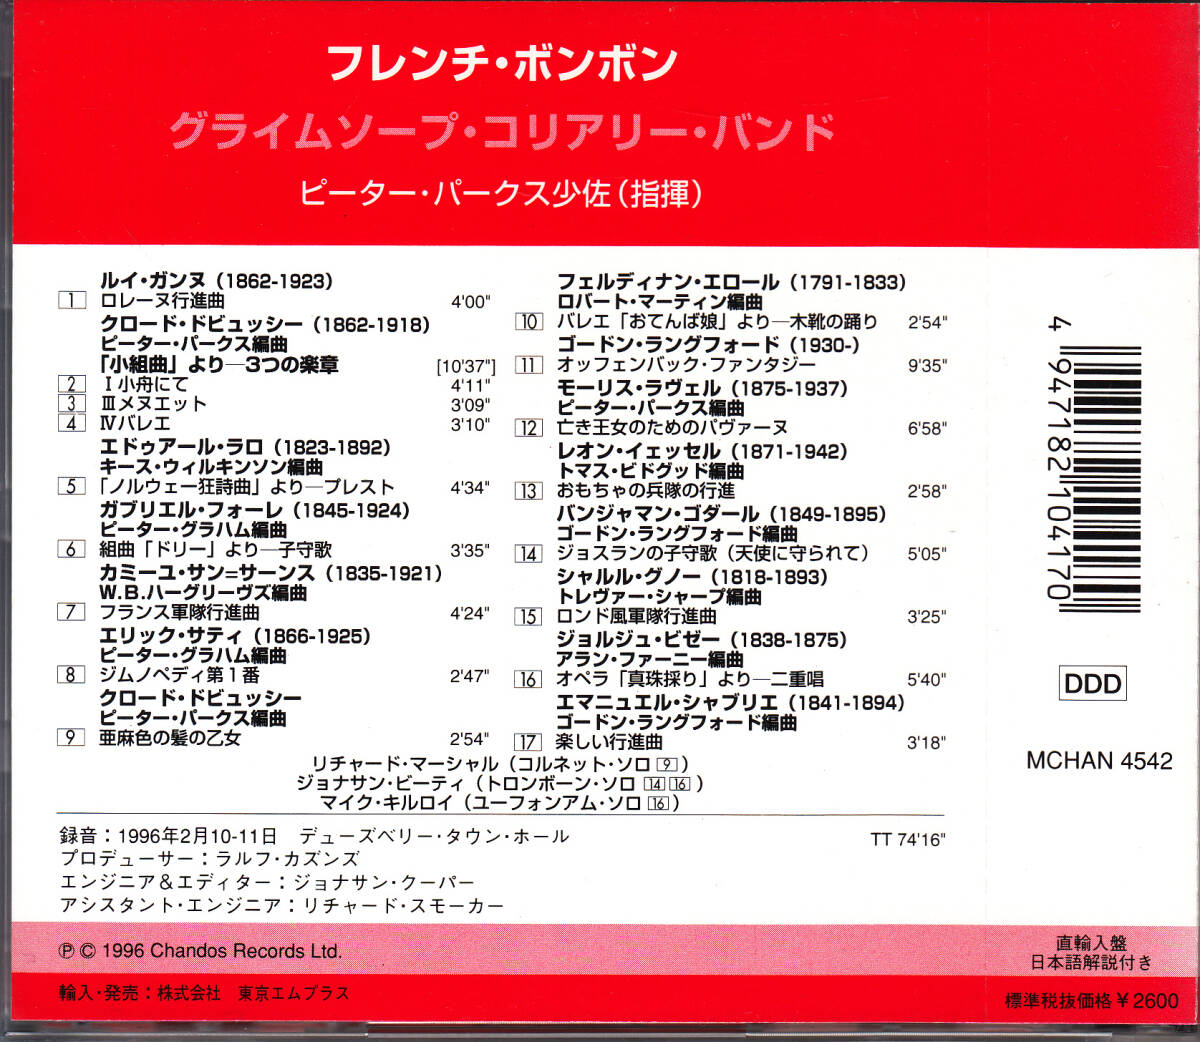 フレンチ・ボンボン
グライムソープ・コリアリー・バンド
ピーター・パークス少佐(指揮)
ルイ・ガンヌ(1862-1923)
1 ロレーヌ行進曲 4'00"
クロード・ドビュッシー(1862-1918)
ピーター・パークス編曲
「小組曲」より―3つの楽章 [10'37"]
2 Ⅰ小舟にて 4'11"
3 Ⅲメヌエット 3'09"
4 Ⅳバレエ 3'10"
エドゥアール・ラロ(1823-1892)
キース・ウィルキンソン編曲
5 「ノルウェー狂詩曲」より―プレスト 4'34"
ガブリエル・フォーレ(1845-1924)
ピーター・グラハム編曲
6 組曲「ドリー」より―子守歌 3'35"
カミーユ・サン=サーンス(1835-1921)
W.B.ハーグリーヴズ編曲
7 フランス軍隊行進曲 4'24"
エリック・サティ(1866-1925)
ピーター・グラハム編曲
8 ジムノペディ第1番 2'47"
クロード・ドビュッシー
ピーター・パークス編曲
9 亜麻色の髪の乙女 2'54"
フェルディナン・エロール(1791-1833)
ロバート・マーティン編曲
10 バレエ「おてんば娘」より―木靴の踊り 2'54"
ゴードン・ラングフォード(1930-)
11 オッフェンバック・ファンタジー 9'35"
モーリス・ラヴェル(1875-1937)
ピーター・パークス編曲
12 亡き王女のためのパヴァーヌ 6'58"
レオン・イェッセル(1871-1942)
トマス・ビドグッド編曲
13 おもちゃの兵隊の行進 2'58"
バンジャマン・ゴダール(1849-1895)
ゴードン・ラングフォード編曲
14 ジョスランの子守歌(天使に守られて) 5'05"
シャルル・グノー(1818-1893)
トレヴァー・シャープ編曲
15 ロンド風軍隊行進曲 3'25"
ジョルジュ・ビゼー(1838-1875)
アラン・ファーニー編曲
16 オペラ「真珠採り」より―二重唱 5'40"
エマニュエル・シャブリエ(1841-1894)
ゴードン・ラングフォード編曲
17 楽しい行進曲 3'18"
リチャード・マーシャル(コルネット・ソロ 9)
ジョナサン・ビーティ(トロンボーン・ソロ 14 16)
マイク・キルロイ(ユーフォンアム・ソロ 16)
録音:1996年2月10-11日 デューズベリー・タウン・ホール TT 74'16"
プロデューサー:ラルフ・カズンズ
エンジニア&エディター:ジョナサン・クーパー
アシスタント・エンジニア:リチャード・スモーカー
℗ © 1996 Chandos Records Ltd.
輸入・発売:株式会社 東京エムプラス
4 947182 104170
DDD
MCHAN 4542
直輸入盤
日本語解説付き
標準税抜価格¥2600